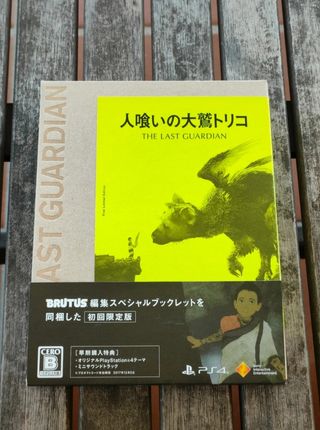 LAST GUARDIAN
人喰いの大鷲トリコ
THE LAST GUARDIAN
First Limited Edition
BRUTUS 編集スペシャルブックレットを
同梱した 初回限定版
CERO
B
[早期購入特典]
・オリジナルPlayStation®4テーマ
・ミニサウンドトラック
PS4
Sony
Interactive
Entertainment